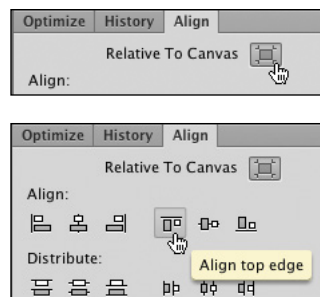 Optimize History Align
Relative To Canvas
Align:
Optimize History Align
Relative To Canvas
Align:
Align top edge
Distribute: